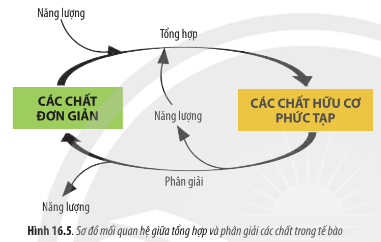 Năng lượng
Tổng hợp
CÁC CHẤT
ĐƠN GIẢN
Năng lượng
CÁC CHẤT HỮU CƠ
PHỨC TẠP
Phân giải
Năng lượng
Hình 16.5. Sơ đồ mối quan hệ giữa tổng hợp và phân giải các chất trong tế bào